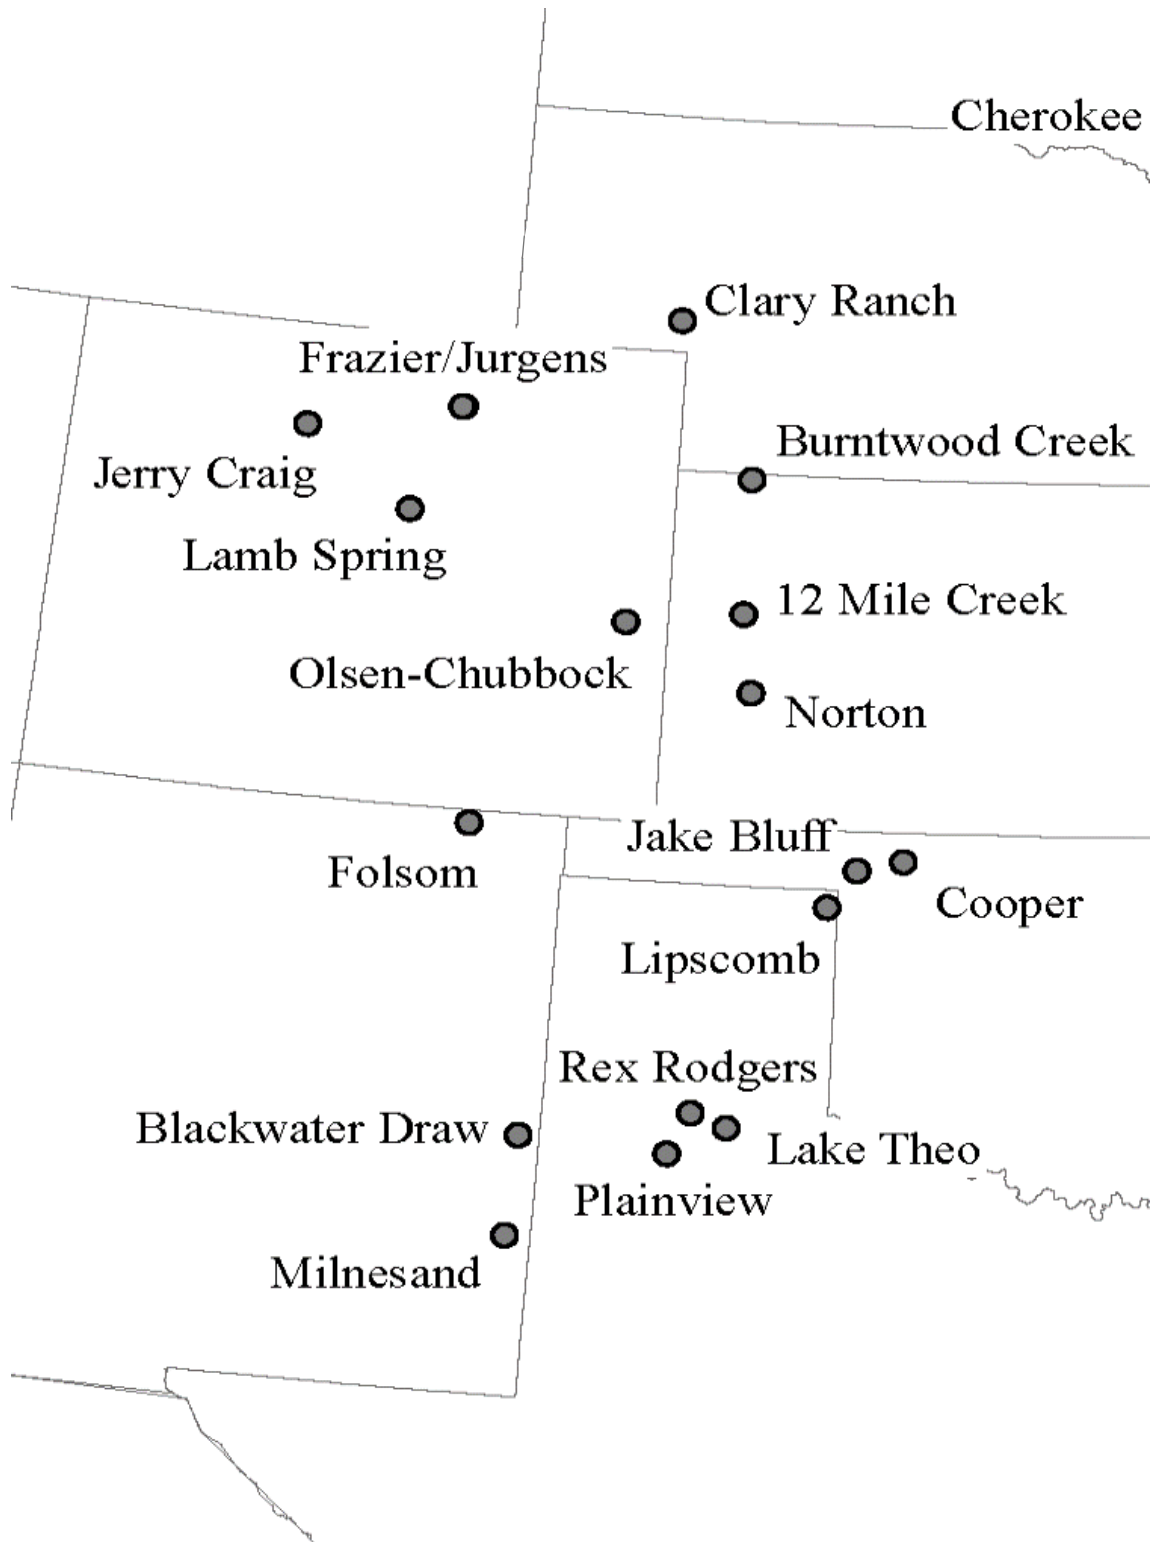 Cherokee
Clary Ranch
Frazier/Jurgens
Burntwood Creek
Jerry Craig
Lamb Spring
12 Mile Creek
Olsen-Chubbock
Norton
Jake Bluff
Folsom
Cooper
Lipscomb
Rex Rodgers
Blackwater Draw
Lake Theo
Plainview
Milnesand